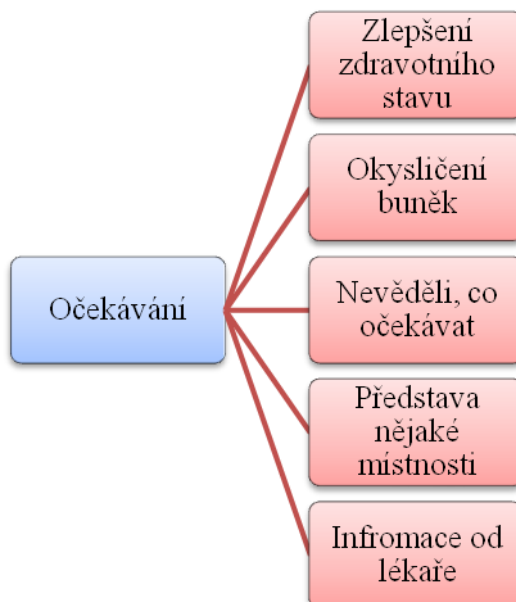 Očekávání
Zlepšení
zdravotního
stavu
Okysličení
buněk
Nevěděli, co
očekávat
Představa
nějaké
místnosti
Infromace od
lékaře